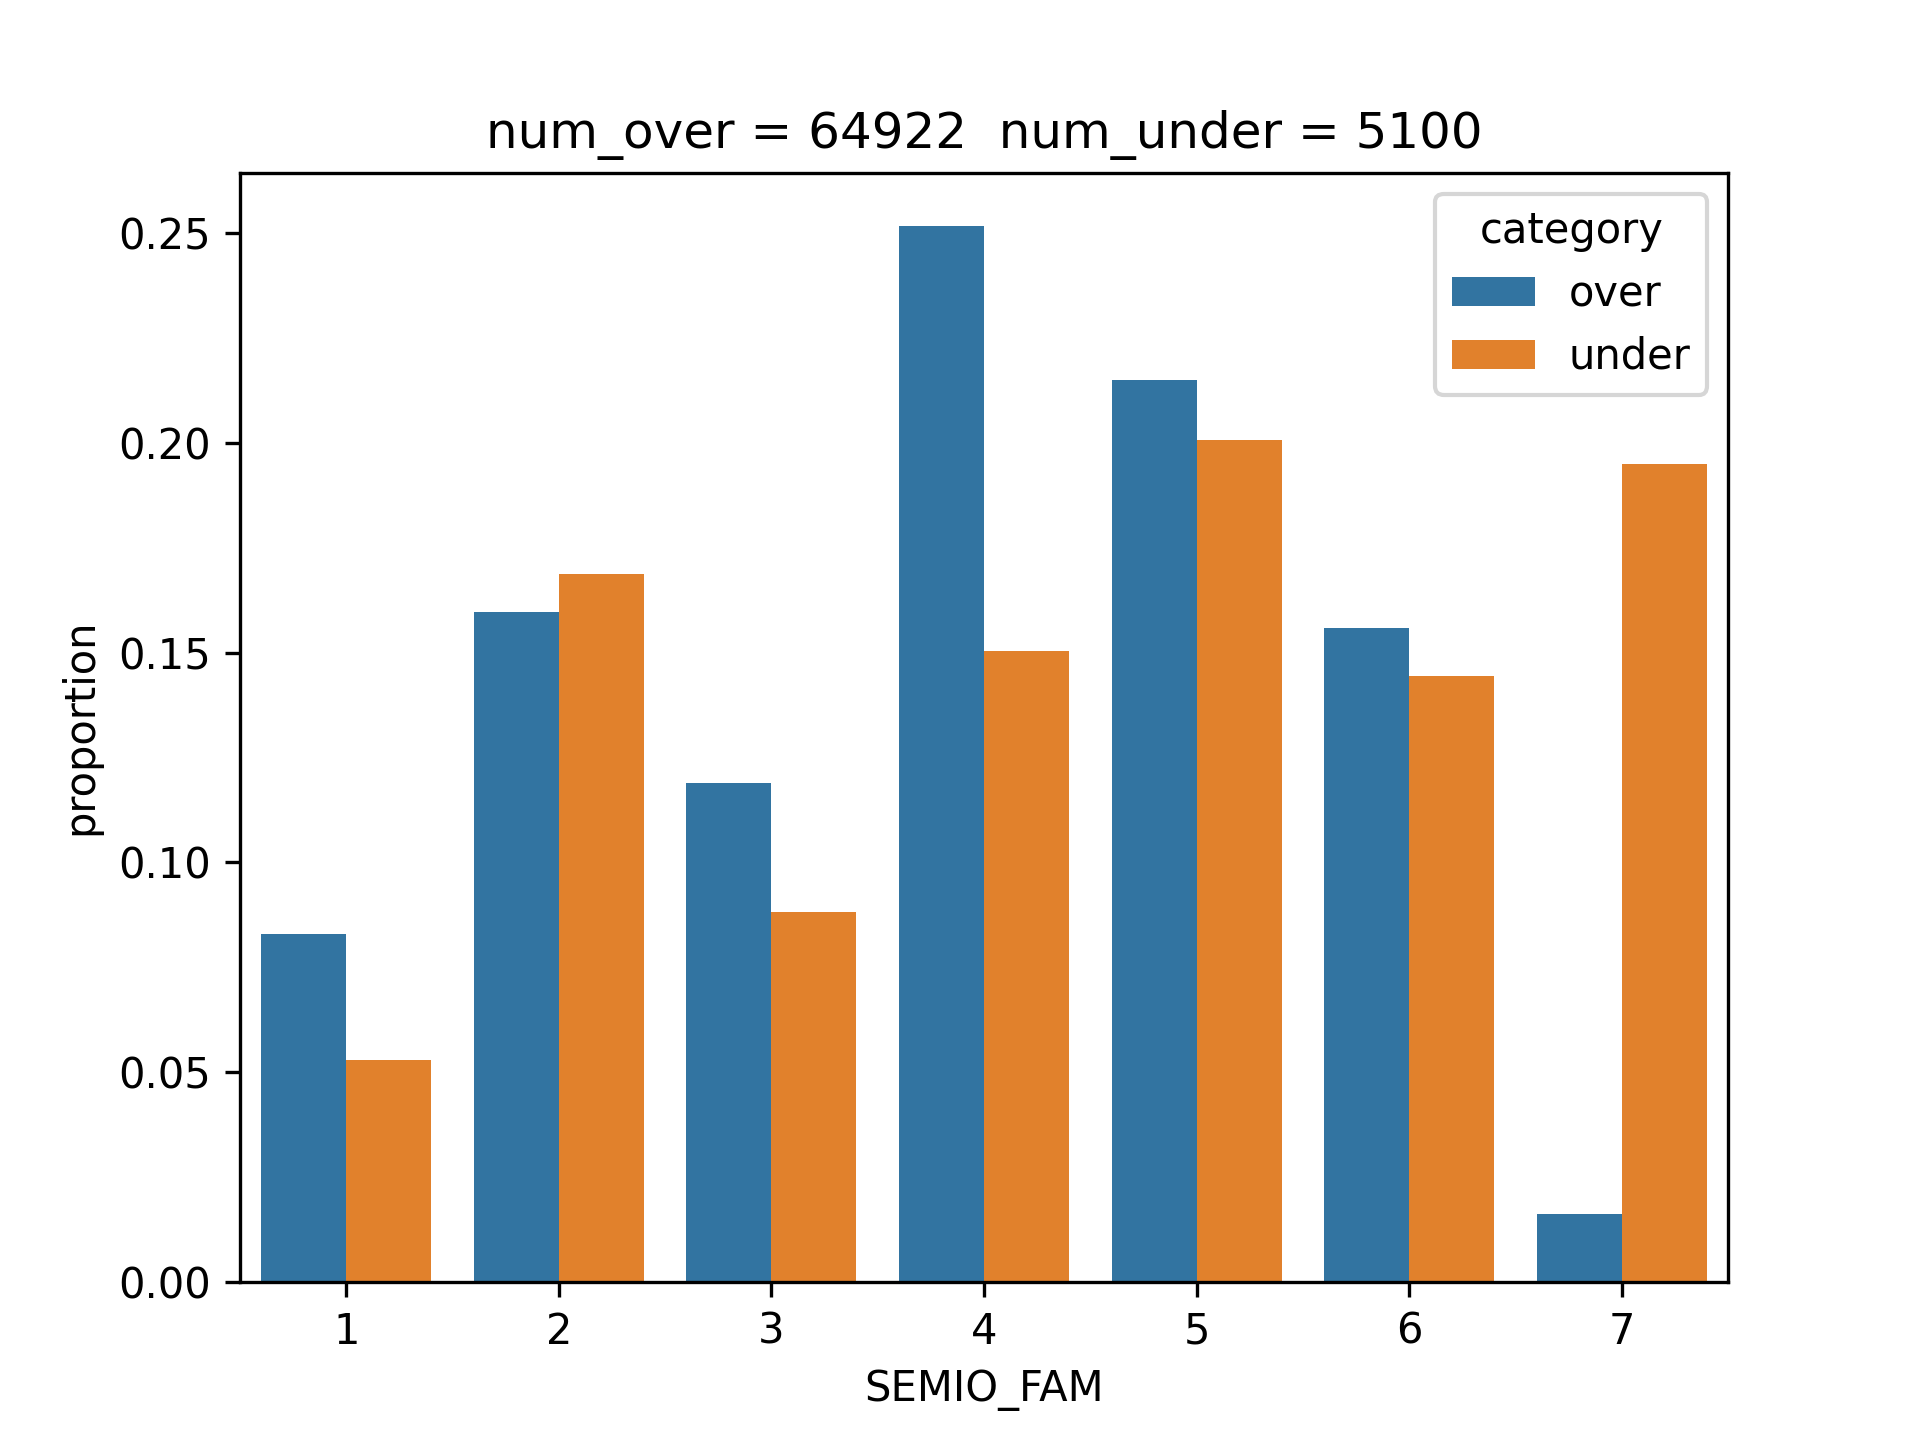 num_over = 64922  num_under = 5100
category
over
under
0.25
0.20
0.15
0.10
0.05
0.00
proportion
1 2 3 4 5 6 7
SEMIO_FAM